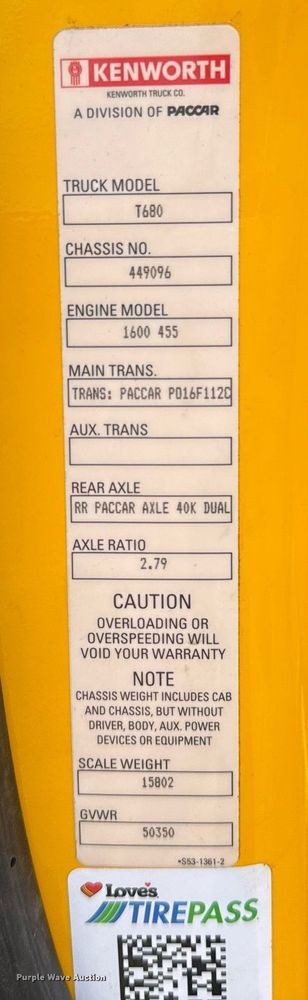 KENWORTH
KENWORTH TRUCK CO.
A DIVISION OF PACCAR
TRUCK MODEL
T680
CHASSIS NO.
449096
ENGINE MODEL
1600 455
MAIN TRANS.
TRANS: PACCAR PO16F112C
AUX. TRANS
REAR AXLE
RR PACCAR AXLE 40K DUAL
AXLE RATIO
2.79
CAUTION
OVERLOADING OR
OVERSPEEDING WILL
VOID YOUR WARRANTY
NOTE
CHASSIS WEIGHT INCLUDES CAB
AND CHASSIS, BUT WITHOUT
DRIVER, BODY, AUX. POWER
DEVICES OR EQUIPMENT
SCALE WEIGHT
15802
GVWR
50350
*S53-1361-2
Love's
TIREPASS
Purple Wave Auction